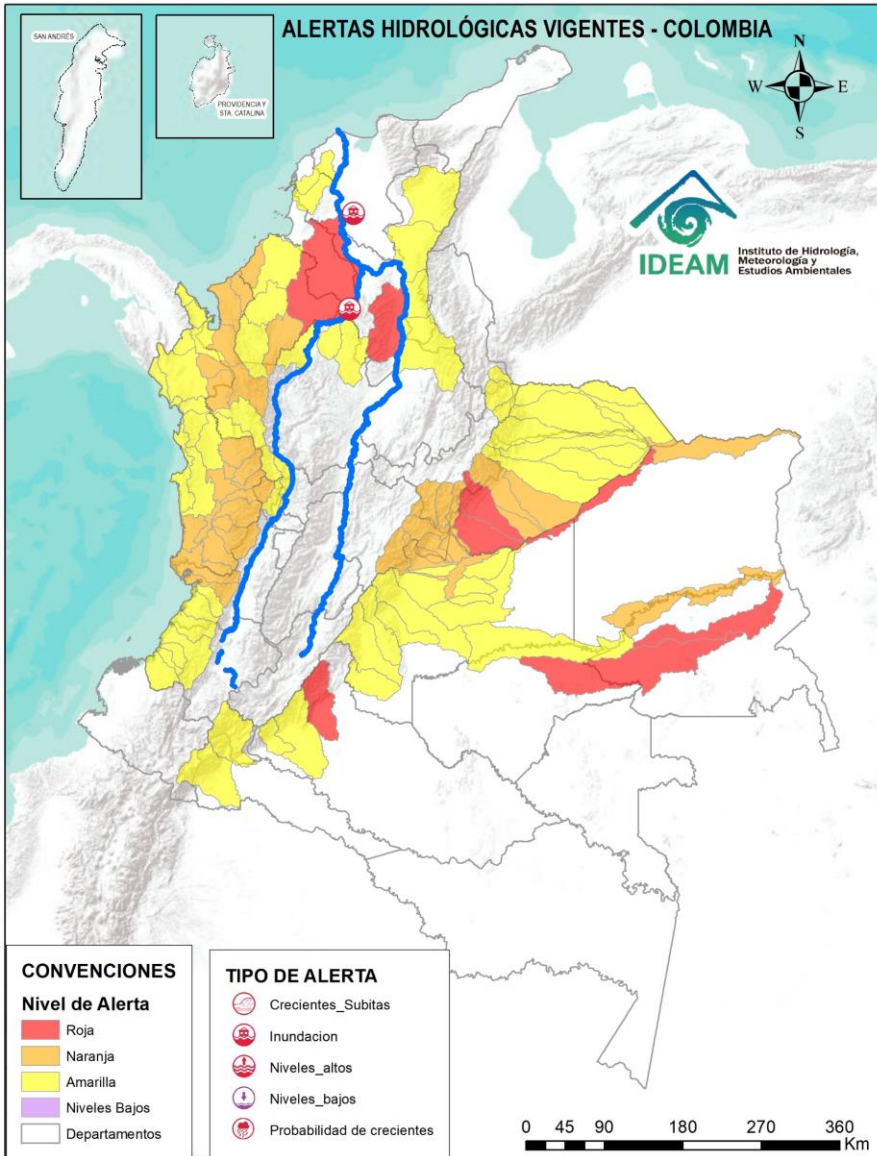 ALERTAS HIDROLÓGICAS VIGENTES - COLOMBIA
SAN ANDRÉS
PROVIDENCIA Y
STA. CATALINA
N
W
E
S
IDEAM
Instituto de Hidrología,
Meteorología y
Estudios Ambientales
CONVENCIONES
Nivel de Alerta
Roja
Naranja
Amarilla
Niveles Bajos
Departamentos
TIPO DE ALERTA
Crecientes_Subitas
Inundacion
Niveles_altos
Niveles_bajos
Probabilidad de crecientes
0 45 90 180 270 360
Km